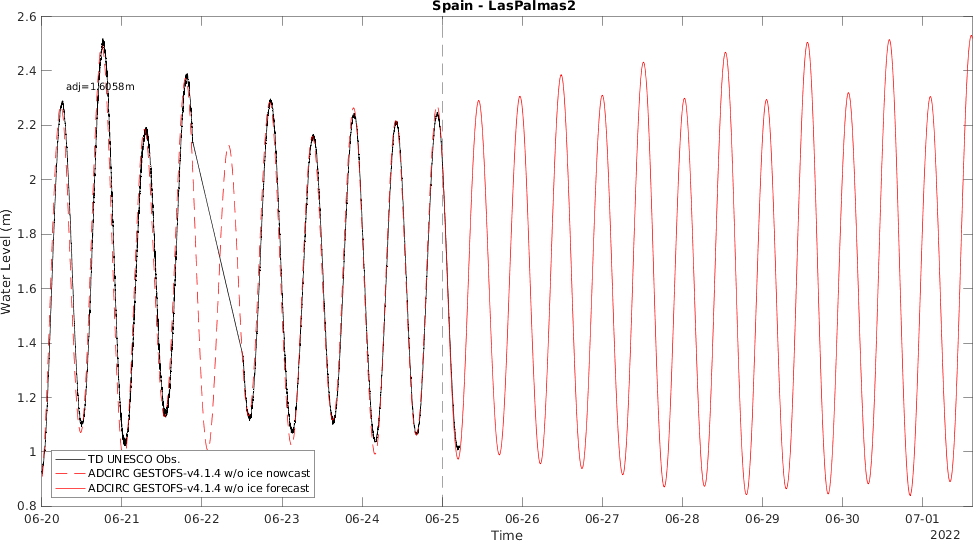 Spain - LasPalmas2
2.6
2.4
2.2
2
1.8
1.6
1.4
1.2
1
0.8
Water Level (m)
adj=1.6058m
TD UNESCO Obs.
ADCIRC GESTOFS-v4.1.4 w/o ice nowcast
ADCIRC GESTOFS-v4.1.4 w/o ice forecast
06-20 06-21 06-22 06-23 06-24 06-25 06-26 06-27 06-28 06-29 06-30 07-01
2022
Time